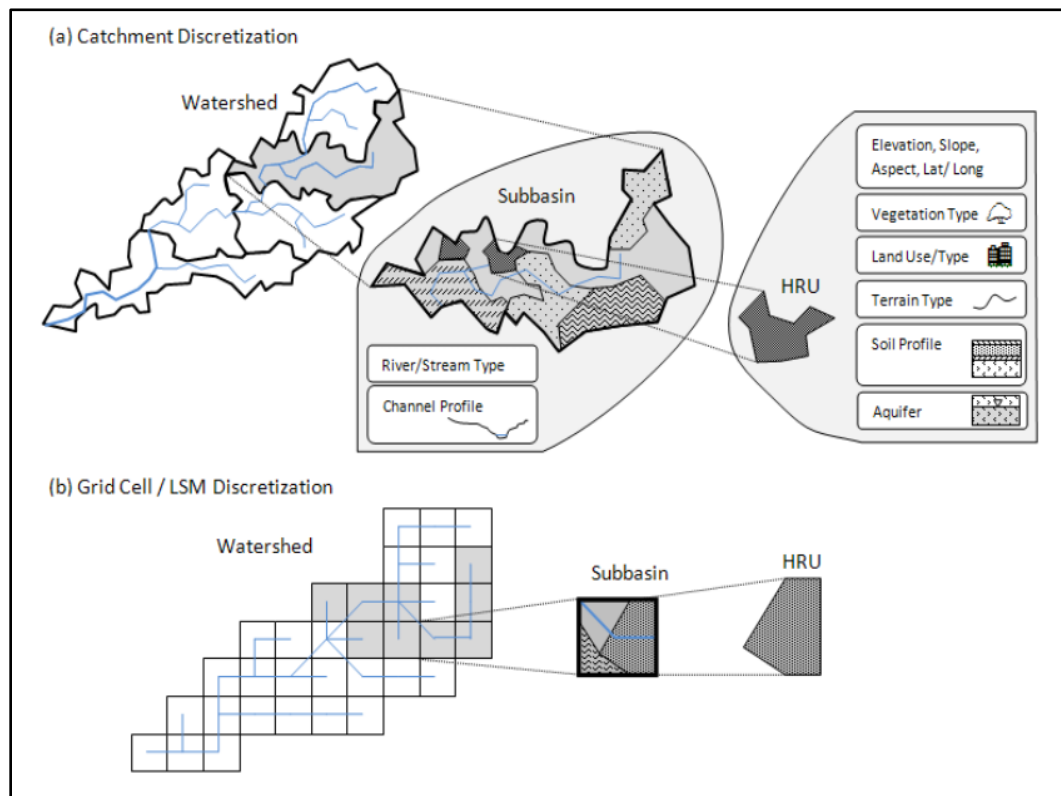 (a) Catchment Discretization
Watershed
Subbasin
River/Stream Type
Channel Profile
HRU
Elevation, Slope,
Aspect, Lat/ Long
Vegetation Type
Land Use/Type
Terrain Type
Soil Profile
Aquifer
(b) Grid Cell / LSM Discretization
Watershed
Subbasin
HRU